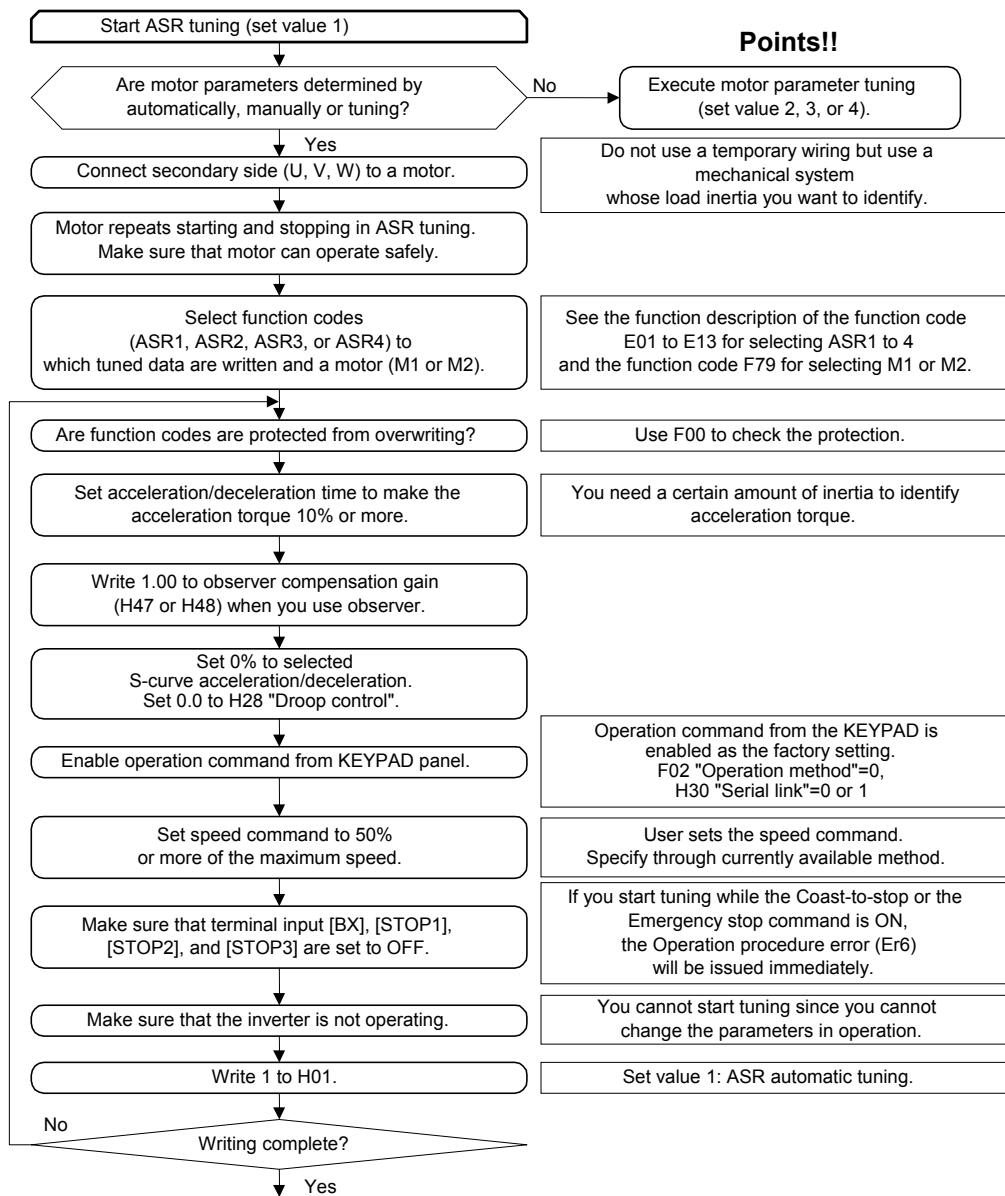 Start ASR tuning (set value 1)
Points!!
Are motor parameters determined by
automatically, manually or tuning?
No
Execute motor parameter tuning
(set value 2, 3, or 4).
Yes
Connect secondary side (U, V, W) to a motor.
Do not use a temporary wiring but use a
mechanical system
whose load inertia you want to identify.
Motor repeats starting and stopping in ASR tuning.
Make sure that motor can operate safely.
Select function codes
(ASR1, ASR2, ASR3, or ASR4) to
which tuned data are written and a motor (M1 or M2).
See the function description of the function code
E01 to E13 for selecting ASR1 to 4
and the function code F79 for selecting M1 or M2.
Are function codes are protected from overwriting?
Use F00 to check the protection.
Set acceleration/deceleration time to make the
acceleration torque 10% or more.
You need a certain amount of inertia to identify
acceleration torque.
Write 1.00 to observer compensation gain
(H47 or H48) when you use observer.
Set 0% to selected
S-curve acceleration/deceleration.
Set 0.0 to H28 "Droop control".
Enable operation command from KEYPAD panel.
Operation command from the KEYPAD is
enabled as the factory setting.
F02 "Operation method"=0,
H30 "Serial link"=0 or 1
Set speed command to 50%
or more of the maximum speed.
User sets the speed command.
Specify through currently available method.
Make sure that terminal input [BX], [STOP1],
[STOP2], and [STOP3] are set to OFF.
If you start tuning while the Coast-to-stop or the
Emergency stop command is ON,
the Operation procedure error (Er6)
will be issued immediately.
Make sure that the inverter is not operating.
You cannot start tuning since you cannot
change the parameters in operation.
Write 1 to H01.
Set value 1: ASR automatic tuning.
No
Writing complete?
Yes